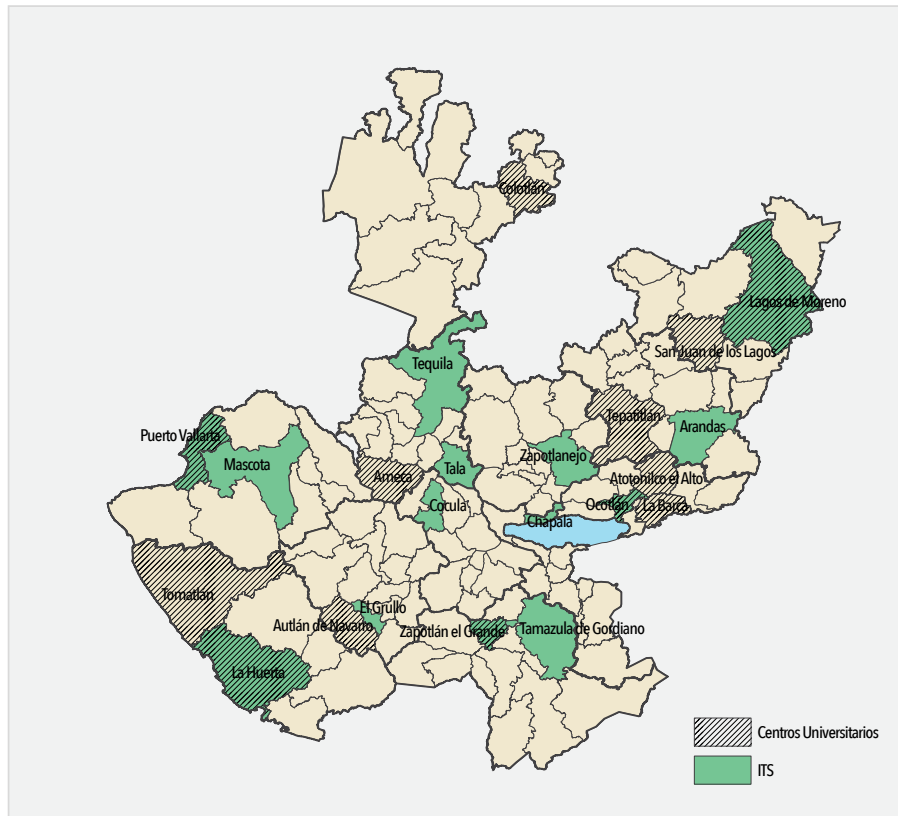 Colotlán
Lagos de Moreno
San Juan de los Lagos
Tequila
Tepatitlán
Arandas
Puerto Vallarta
Mascota
Zapotlanejo
Tala
Ameca
Atotonilco el Alto
Cocula
Ocotlán
La Barca
Chapala
Tomatlán
El Grullo
Autlán de Navarro
Zapotlán el Grande
Tamazula de Gordiano
La Huerta
Centros Universitarios
ITS